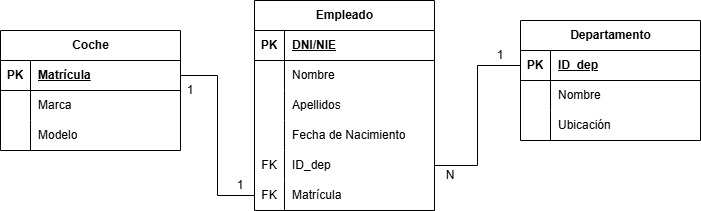 Coche
PK Matrícula
Marca
Modelo
1
1
Empleado
PK DNI/NIE
Nombre
Apellidos
Fecha de Nacimiento
FK ID_dep
FK Matrícula
N
1
Departamento
PK ID_dep
Nombre
Ubicación